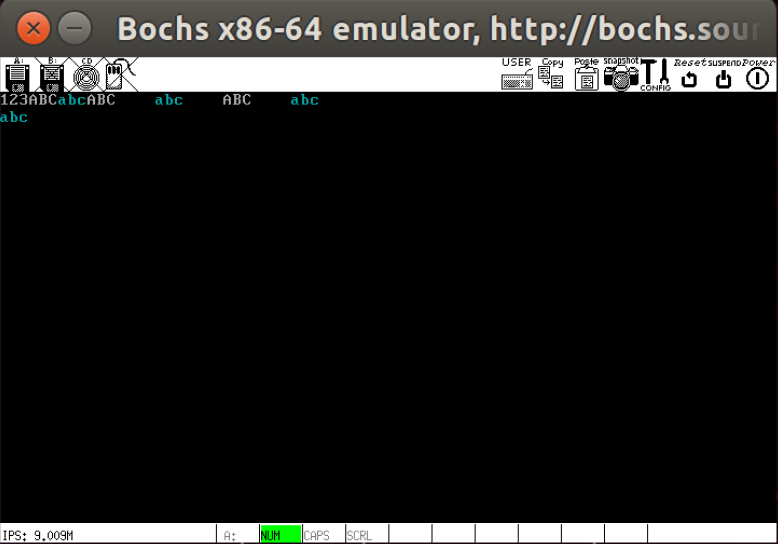 Bochs x86-64 emulator, http://bochs.sour
A: B: CD USER Copy Paste snapshot CONFIG Reset SUSPEND Power
123ABCabcABC abc ABC abc
abc
IPS: 9.009M A: NUM CAPS SCRL